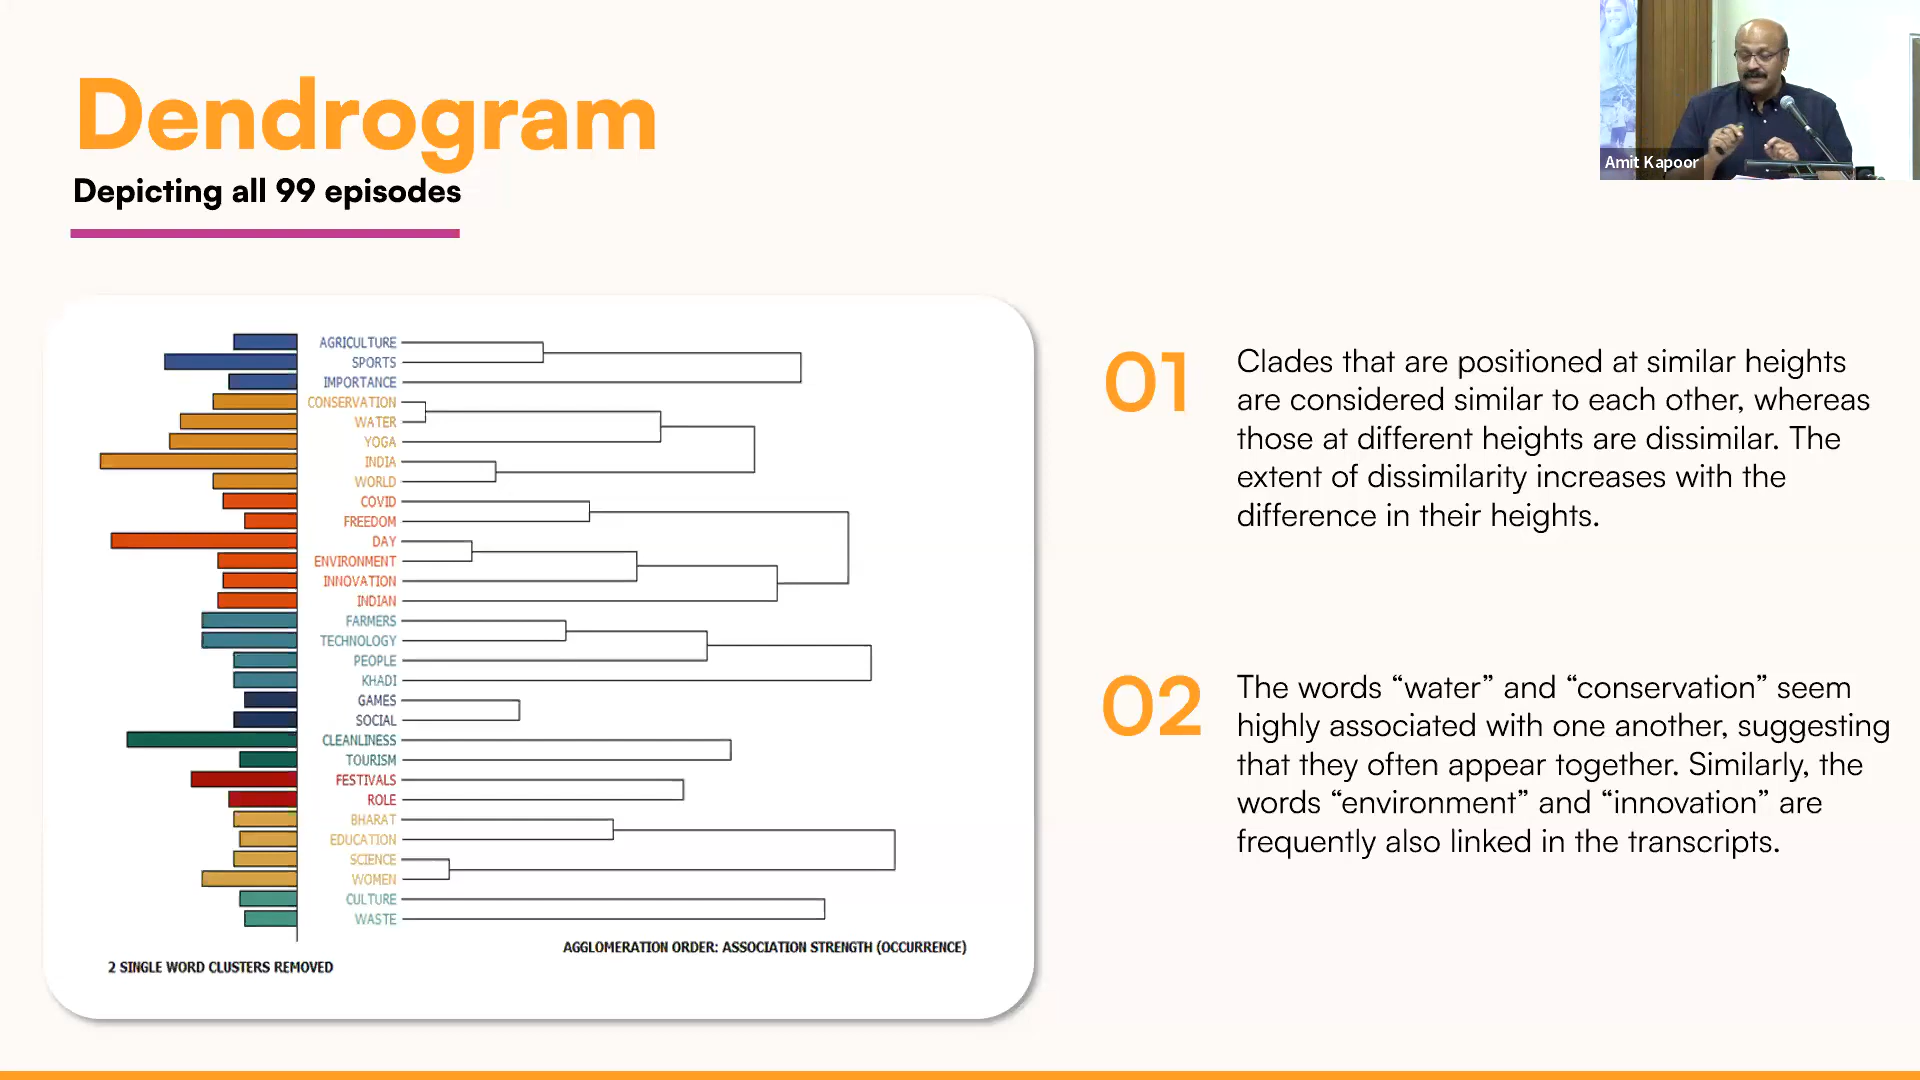 Dendrogram
Depicting all 99 episodes
Amit Kapoor
AGRICULTURE
SPORTS
IMPORTANCE
CONSERVATION
WATER
YOGA
INDIA
WORLD
COVID
FREEDOM
DAY
ENVIRONMENT
INNOVATION
INDIAN
FARMERS
TECHNOLOGY
PEOPLE
KHADI
GAMES
SOCIAL
CLEANLINESS
TOURISM
FESTIVALS
ROLE
BHARAT
EDUCATION
SCIENCE
WOMEN
CULTURE
WASTE
AGGLOMERATION ORDER: ASSOCIATION STRENGTH (OCCURRENCE)
2 SINGLE WORD CLUSTERS REMOVED
01
Clades that are positioned at similar heights
are considered similar to each other, whereas
those at different heights are dissimilar. The
extent of dissimilarity increases with the
difference in their heights.
02
The words “water” and “conservation” seem
highly associated with one another, suggesting
that they often appear together. Similarly, the
words “environment” and “innovation” are
frequently also linked in the transcripts.